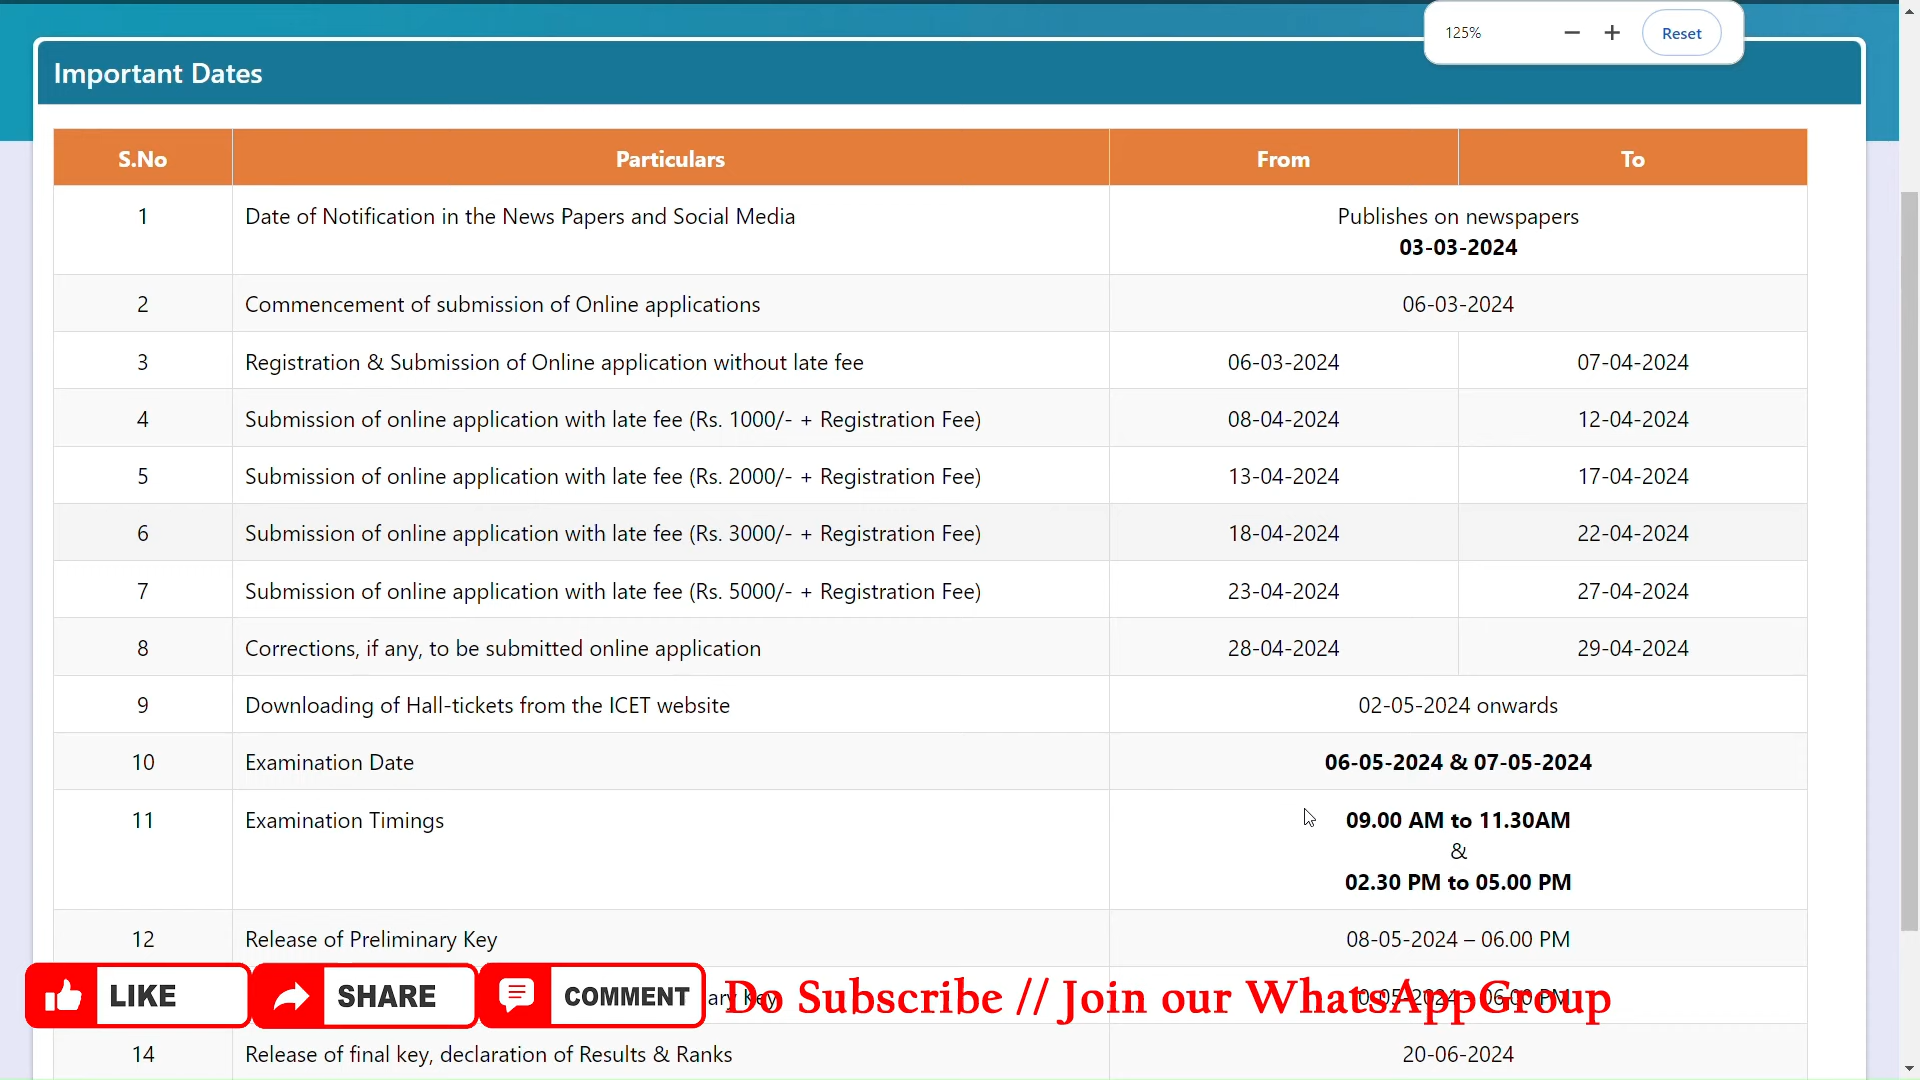 125%
Reset
Important Dates
S.No Particulars From To
1 Date of Notification in the News Papers and Social Media Publishes on newspapers
03-03-2024
2 Commencement of submission of Online applications 06-03-2024
3 Registration & Submission of Online application without late fee 06-03-2024 07-04-2024
4 Submission of online application with late fee (Rs. 1000/- + Registration Fee) 08-04-2024 12-04-2024
5 Submission of online application with late fee (Rs. 2000/- + Registration Fee) 13-04-2024 17-04-2024
6 Submission of online application with late fee (Rs. 3000/- + Registration Fee) 18-04-2024 22-04-2024
7 Submission of online application with late fee (Rs. 5000/- + Registration Fee) 23-04-2024 27-04-2024
8 Corrections, if any, to be submitted online application 28-04-2024 29-04-2024
9 Downloading of Hall-tickets from the ICET website 02-05-2024 onwards
10 Examination Date 06-05-2024 & 07-05-2024
11 Examination Timings 09.00 AM to 11.30AM
&
02.30 PM to 05.00 PM
12 Release of Preliminary Key 08-05-2024 – 06.00 PM
LIKE SHARE COMMENT Do Subscribe // Join our WhatsAppGroup
14 Release of final key, declaration of Results & Ranks 20-06-2024